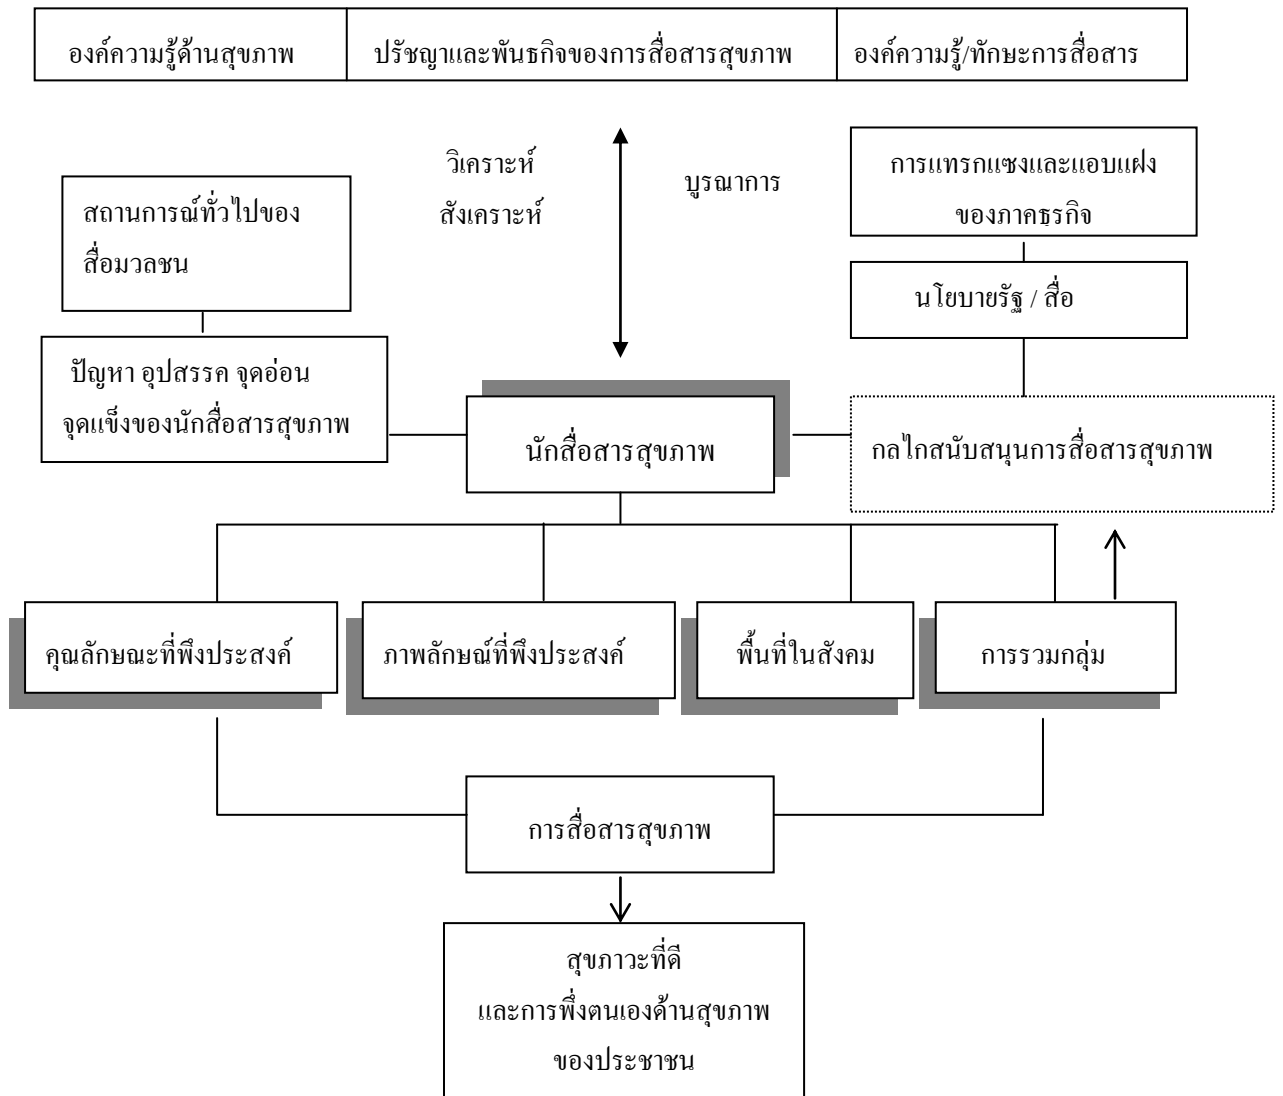 องค์ความรู้ด้านสุขภาพ
ปรัชญาและพันธกิจของการสื่อสารสุขภาพ
องค์ความรู้/ทักษะการสื่อสาร
วิเคราะห์
สังเคราะห์
บูรณาการ
การแทรกแซงและแอบแฝง
ของภาคธรกิจ
สถานการณ์ทั่วไปของ
สื่อมวลชน
นโยบายรัฐ / สื่อ
ปัญหา อุปสรรค จุดอ่อน
จุดแข็งของนักสื่อสารสุขภาพ
นักสื่อสารสุขภาพ
กลไกสนับสนุนการสื่อสารสุขภาพ
คุณลักษณะที่พึงประสงค์
ภาพลักษณ์ที่พึงประสงค์
พื้นที่ในสังคม
การรวมกลุ่ม
การสื่อสารสุขภาพ
สุขภาวะที่ดี
และการพึ่งตนเองด้านสุขภาพ
ของประชาชน